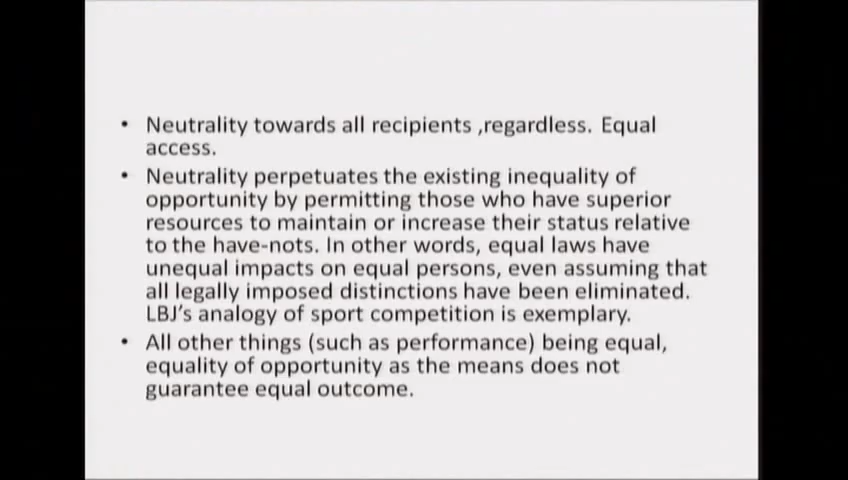 • Neutrality towards all recipients ,regardless. Equal
access.
• Neutrality perpetuates the existing inequality of
opportunity by permitting those who have superior
resources to maintain or increase their status relative
to the have-nots. In other words, equal laws have
unequal impacts on equal persons, even assuming that
all legally imposed distinctions have been eliminated.
LBJ's analogy of sport competition is exemplary.
• All other things (such as performance) being equal,
equality of opportunity as the means does not
guarantee equal outcome.